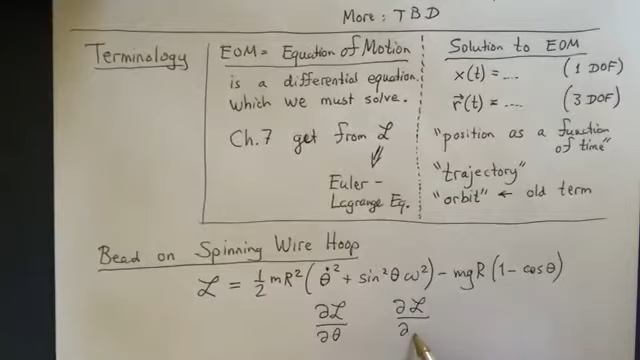 More: TBD
Terminology
EOM = Equation of Motion
is a differential equation
which we must solve.
Ch.7 get from ℒ
⇓
Euler-
Lagrange Eq.
Solution to EOM
x(t) = .... (1 DOF)
r⃗(t) = .... (3 DOF)
"position as a function
of time"
"trajectory"
"orbit" ← old term
Bead on Spinning Wire Hoop
ℒ = ½ mR² (θ̇² + sin²θ ω²) − mgR (1 − cosθ)
∂ℒ/∂θ ∂ℒ/∂